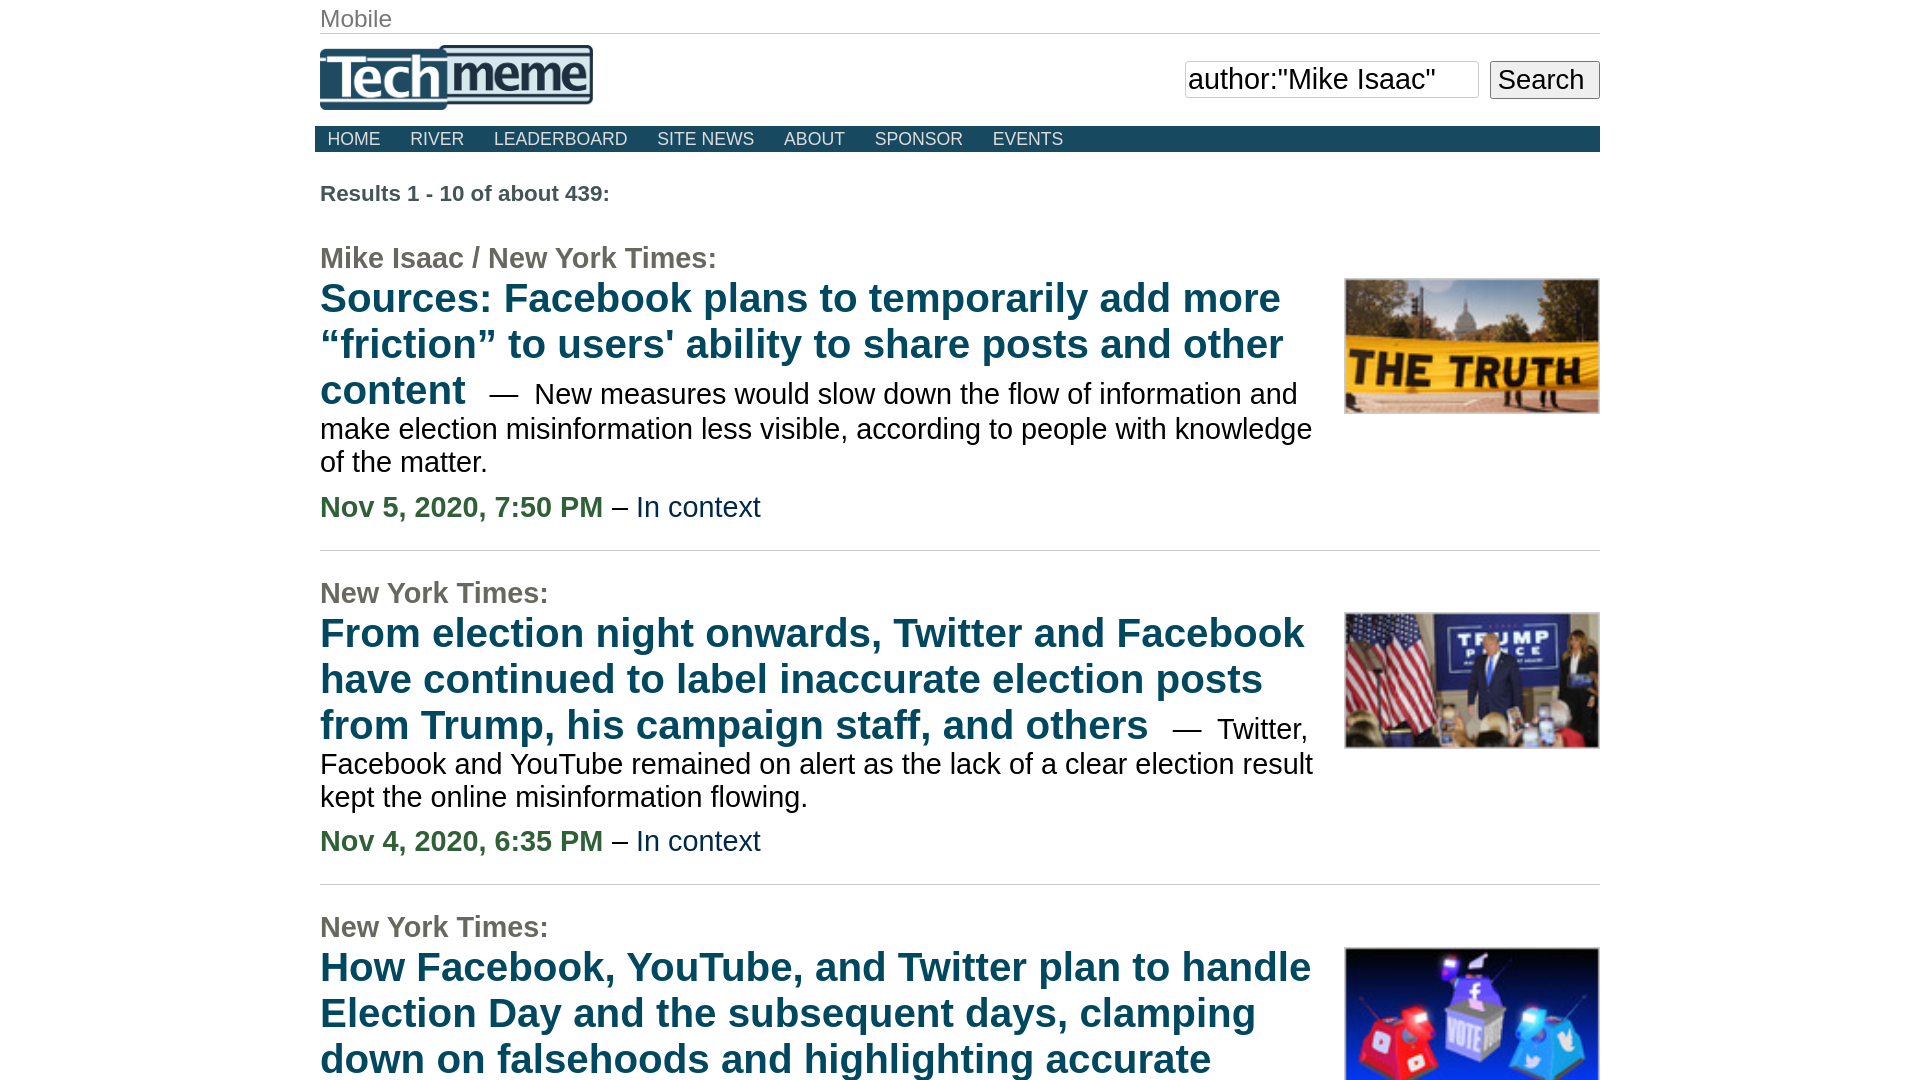 Mobile
Techmeme
author:"Mike Isaac"
Search
HOME RIVER LEADERBOARD SITE NEWS ABOUT SPONSOR EVENTS
Results 1 - 10 of about 439:
Mike Isaac / New York Times:
Sources: Facebook plans to temporarily add more
“friction” to users' ability to share posts and other
content — New measures would slow down the flow of information and
make election misinformation less visible, according to people with knowledge
of the matter.
THE TRUTH
Nov 5, 2020, 7:50 PM – In context
New York Times:
From election night onwards, Twitter and Facebook
have continued to label inaccurate election posts
from Trump, his campaign staff, and others — Twitter,
Facebook and YouTube remained on alert as the lack of a clear election result
kept the online misinformation flowing.
TRUMP
PENCE
Nov 4, 2020, 6:35 PM – In context
New York Times:
How Facebook, YouTube, and Twitter plan to handle
Election Day and the subsequent days, clamping
down on falsehoods and highlighting accurate
VOTE